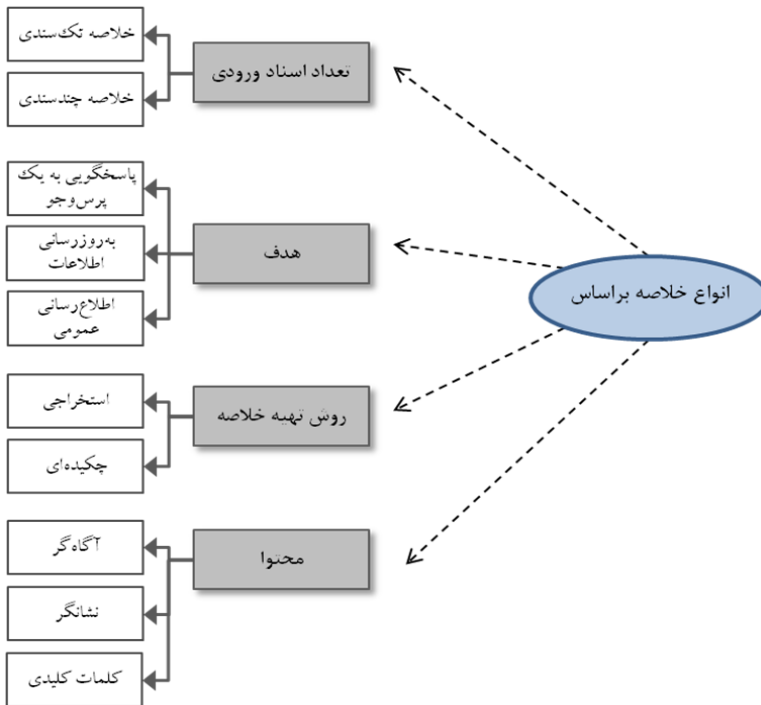 انواع خلاصه براساس
تعداد اسناد ورودی
خلاصه تک‌سندی
خلاصه چندسندی
هدف
پاسخگویی به یک
پرس‌وجو
به‌روزرسانی
اطلاعات
اطلاع‌رسانی
عمومی
روش تهیه خلاصه
استخراجی
چکیده‌ای
محتوا
آگاه‌گر
نشانگر
کلمات کلیدی